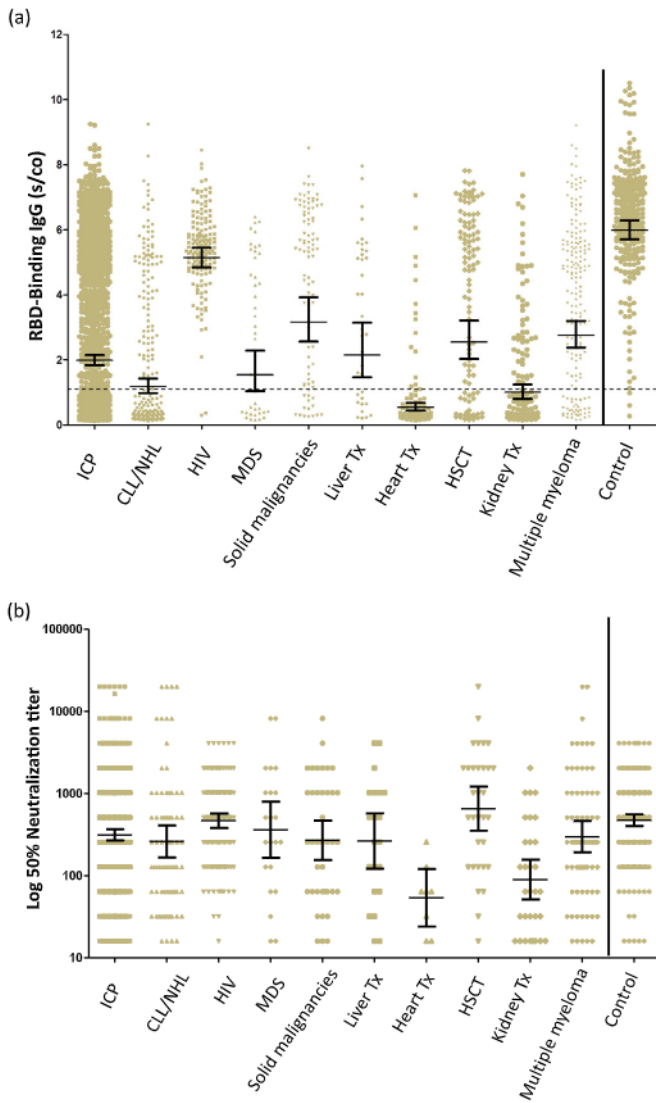 (a)
RBD-Binding IgG (s/co)
12
10
8
6
4
2
0
ICP
CLL/NHL
HIV
MDS
Solid malignancies
Liver Tx
Heart Tx
HSCT
Kidney Tx
Multiple myeloma
Control
(b)
Log 50% Neutralization titer
100000
10000
1000
100
10
ICP
CLL/NHL
HIV
MDS
Solid malignancies
Liver Tx
Heart Tx
HSCT
Kidney Tx
Multiple myeloma
Control